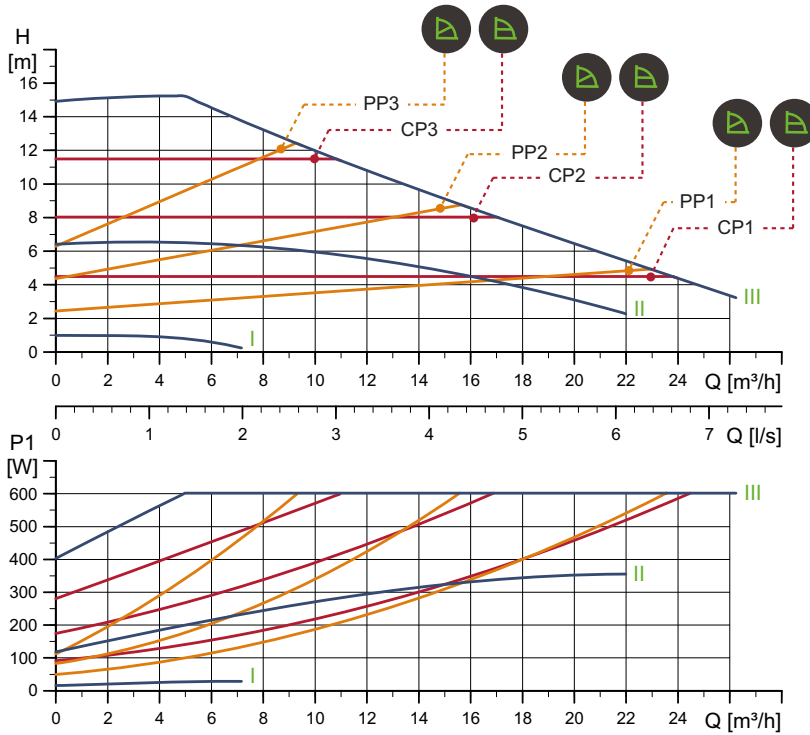 H
[m]
16
14
12
10
8
6
4
2
0
PP3
CP3
PP2
CP2
PP1
CP1
III
II
I
0 2 4 6 8 10 12 14 16 18 20 22 24 Q [m³/h]
0 1 2 3 4 5 6 7 Q [l/s]
P1
[W]
600
500
400
300
200
100
0
III
II
I
0 2 4 6 8 10 12 14 16 18 20 22 24 Q [m³/h]